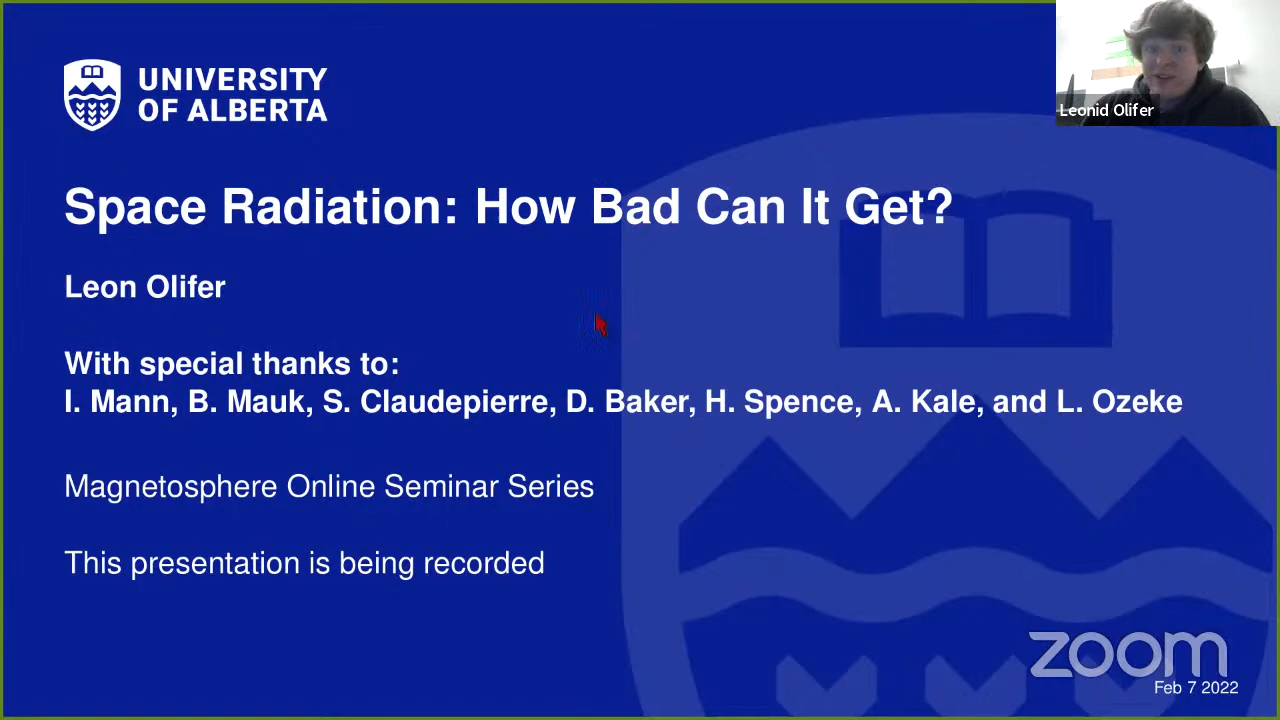 UNIVERSITY
OF ALBERTA
Leonid Olifer
Space Radiation: How Bad Can It Get?
Leon Olifer
With special thanks to:
I. Mann, B. Mauk, S. Claudepierre, D. Baker, H. Spence, A. Kale, and L. Ozeke
Magnetosphere Online Seminar Series
This presentation is being recorded
zoom
Feb 7 2022